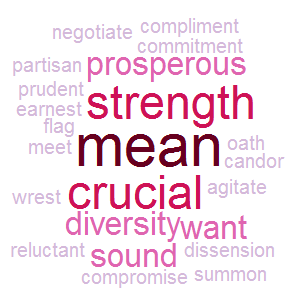 negotiate compliment
commitment
partisan prosperous
prudent strength
earnest
flag
meet mean oath
candor
wrest crucial agitate
diversity want
reluctant sound dissension
compromise summon